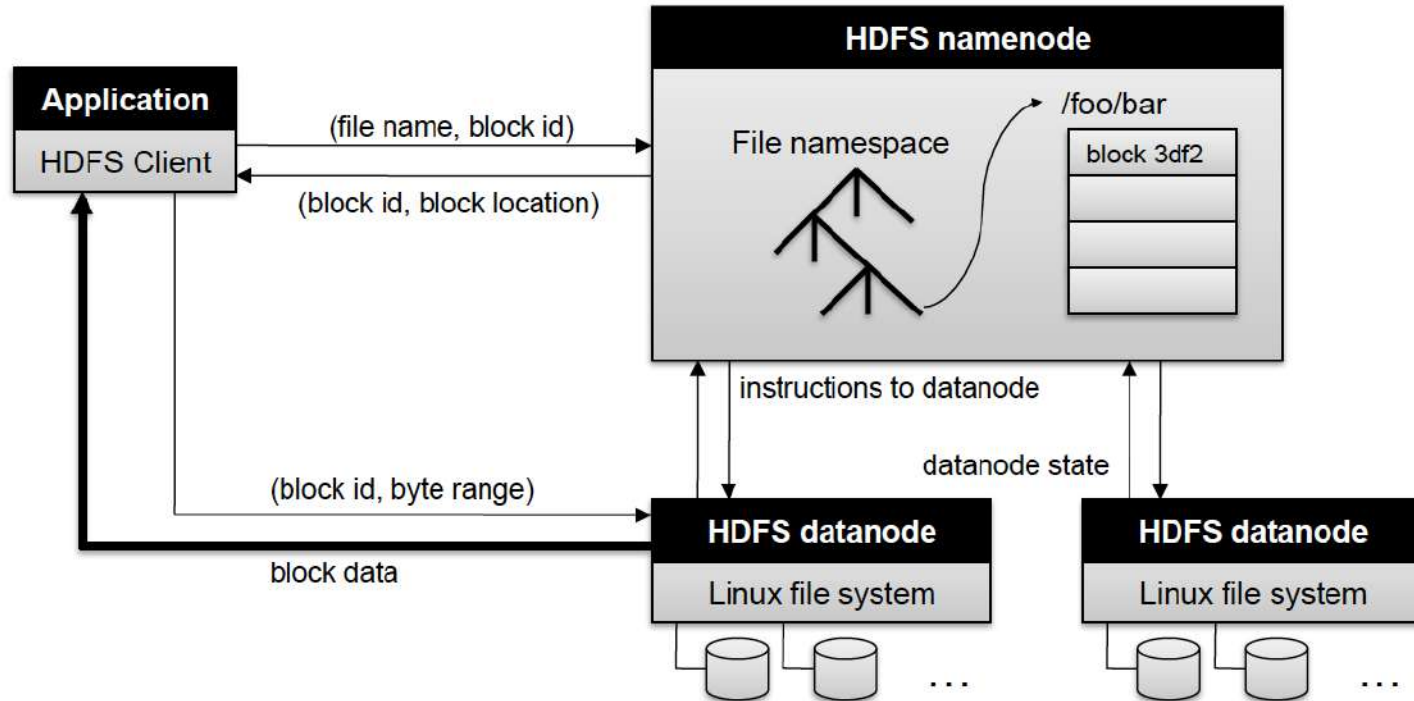 HDFS namenode
Application
HDFS Client
(file name, block id)
(block id, block location)
File namespace
/foo/bar
block 3df2
instructions to datanode
datanode state
(block id, byte range)
block data
HDFS datanode
Linux file system
...
HDFS datanode
Linux file system
...